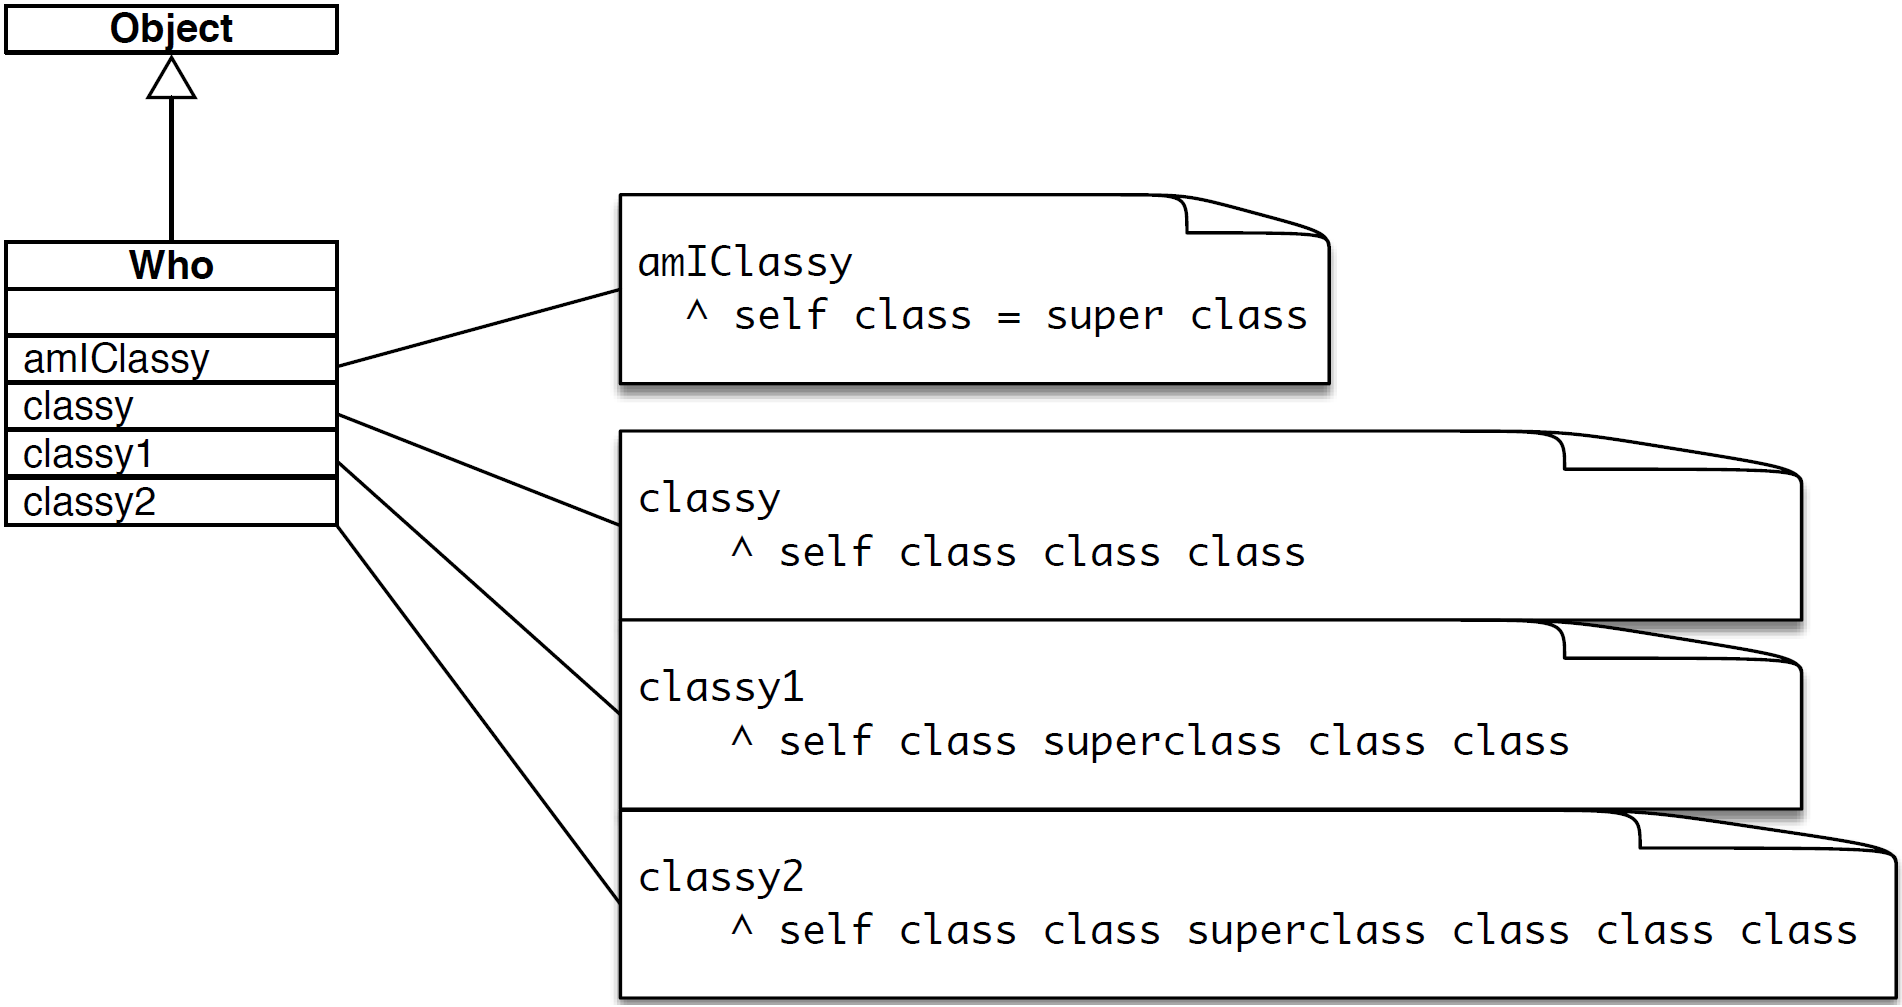 Object
Who
amIClassy
classy
classy1
classy2
amIClassy
^ self class = super class
classy
^ self class class class
classy1
^ self class superclass class class
classy2
^ self class class superclass class class class